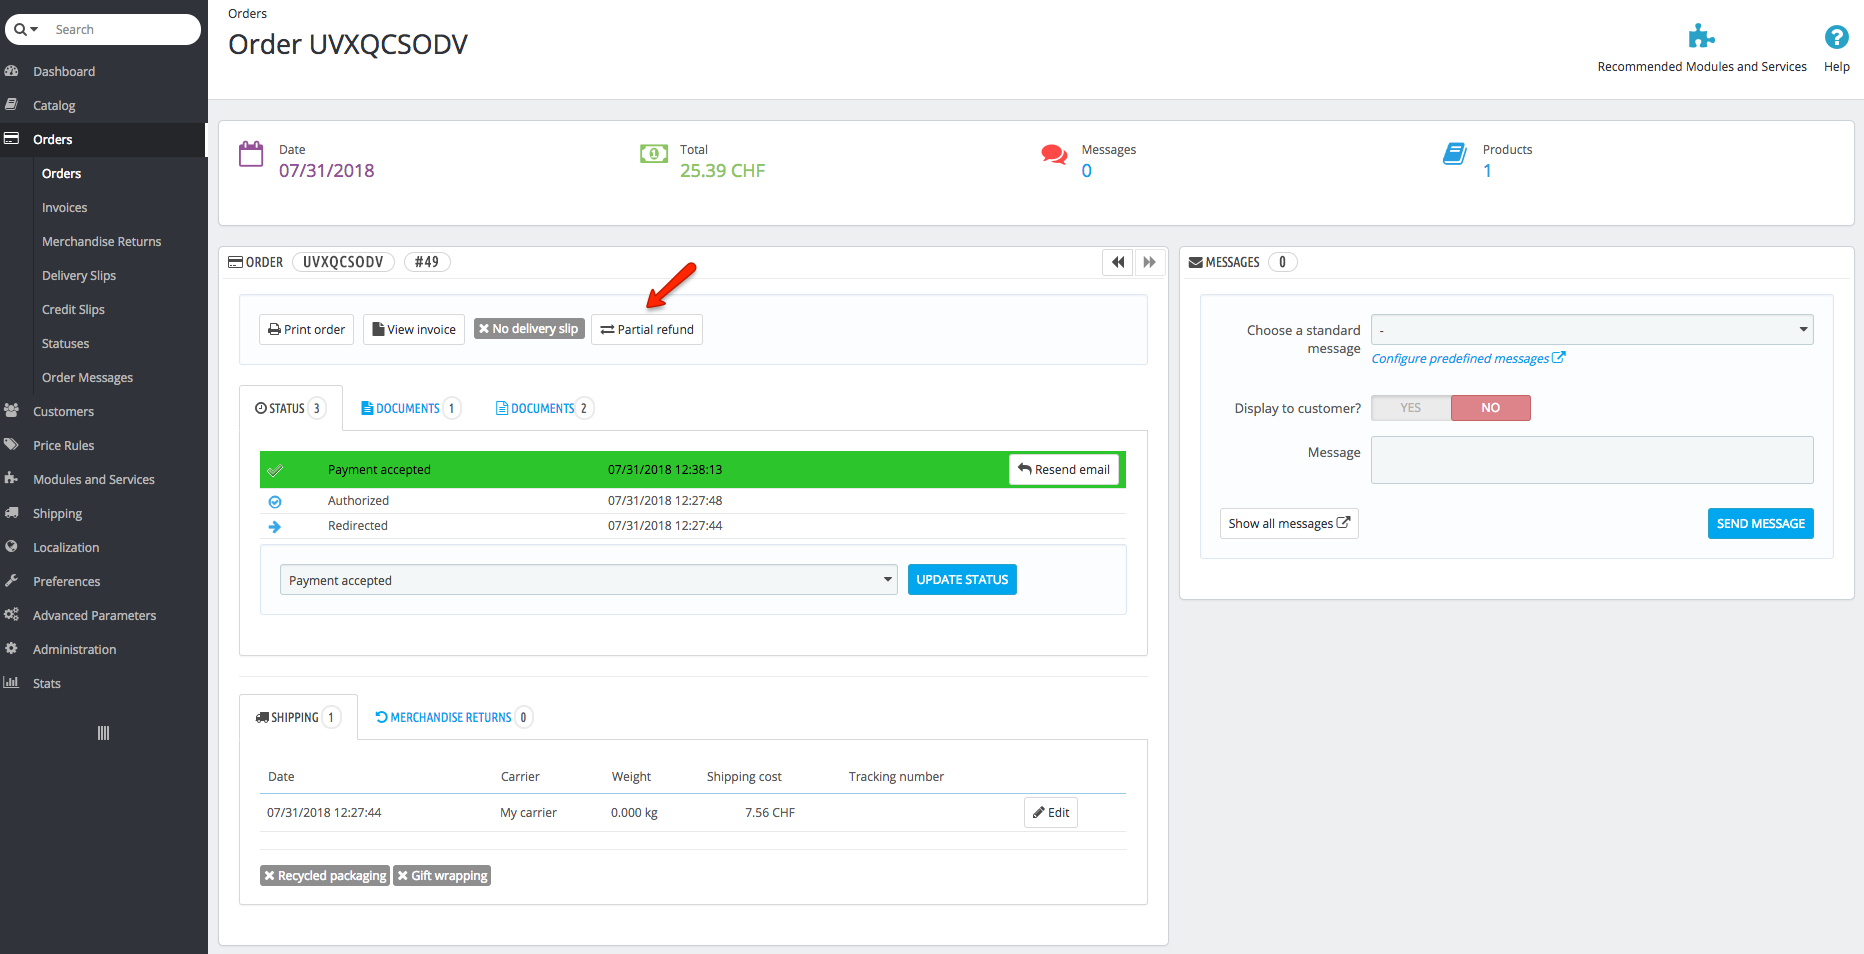 Search
Dashboard
Catalog
Orders
Orders
Invoices
Merchandise Returns
Delivery Slips
Credit Slips
Statuses
Order Messages
Customers
Price Rules
Modules and Services
Shipping
Localization
Preferences
Advanced Parameters
Administration
Stats
Orders
Order UVXQCSODV
Recommended Modules and Services
Help
Date
07/31/2018
Total
25.39 CHF
Messages
0
Products
1
ORDER UVXQCSODV #49
Print order View invoice No delivery slip Partial refund
STATUS 3 DOCUMENTS 1 DOCUMENTS 2
Payment accepted 07/31/2018 12:38:13 Resend email
Authorized 07/31/2018 12:27:48
Redirected 07/31/2018 12:27:44
Payment accepted UPDATE STATUS
SHIPPING 1 MERCHANDISE RETURNS 0
Date Carrier Weight Shipping cost Tracking number
07/31/2018 12:27:44 My carrier 0.000 kg 7.56 CHF Edit
Recycled packaging Gift wrapping
MESSAGES 0
Choose a standard
message
-
Configure predefined messages
Display to customer? YES NO
Message
Show all messages SEND MESSAGE